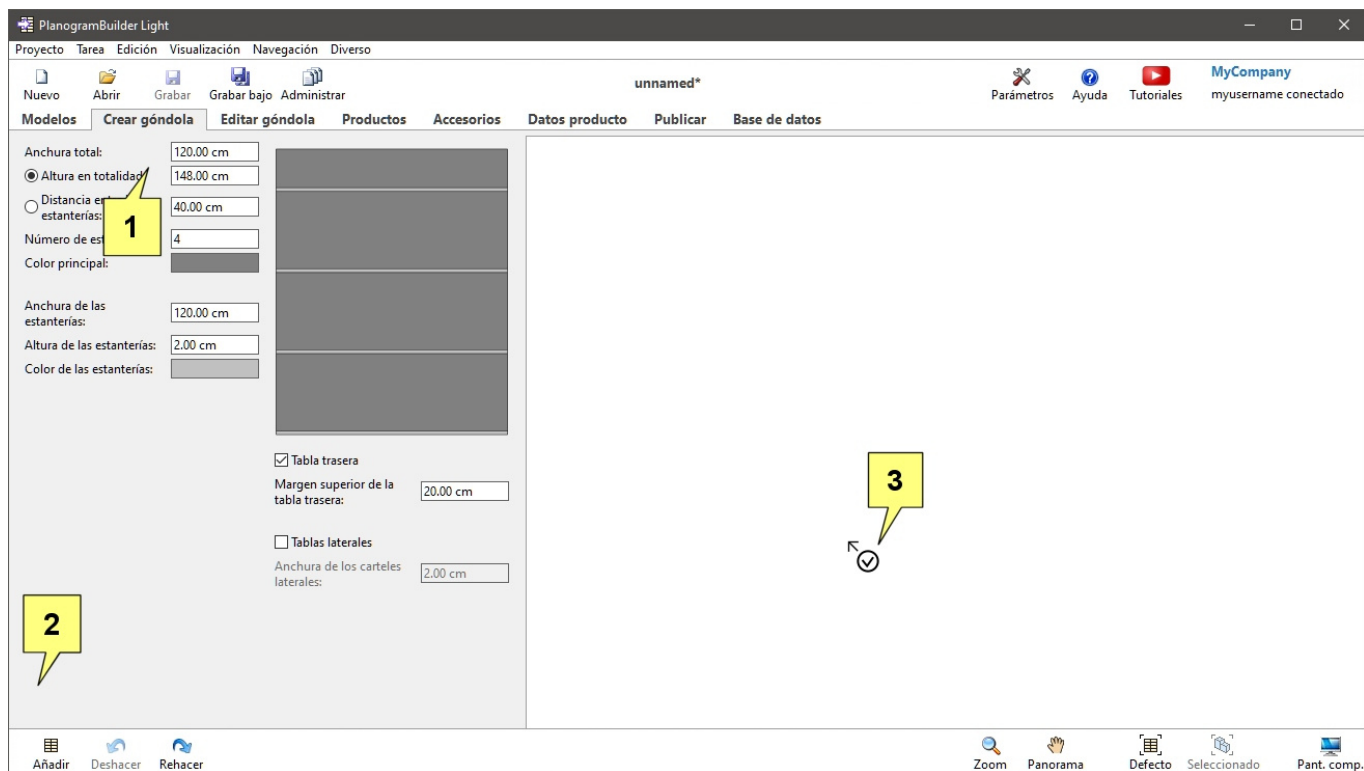 PlanogramBuilder Light
Proyecto Tarea Edición Visualización Navegación Diverso
Nuevo Abrir Grabar Grabar bajo Administrar
unnamed*
Parámetros Ayuda Tutoriales
MyCompany
myusername conectado
Modelos Crear góndola Editar góndola Productos Accesorios Datos producto Publicar Base de datos
Anchura total: 120.00 cm
Altura en totalidad 148.00 cm
Distancia
estanterías: 40.00 cm
1
Número de 4
Color principal:
Anchura de las
estanterías: 120.00 cm
Altura de las estanterías: 2.00 cm
Color de las estanterías:
Tabla trasera
Margen superior de la
tabla trasera: 20.00 cm
Tablas laterales
Anchura de los carteles
laterales: 2.00 cm
2
3
Añadir Deshacer Rehacer
Zoom Panorama Defecto Seleccionado Pant. comp.